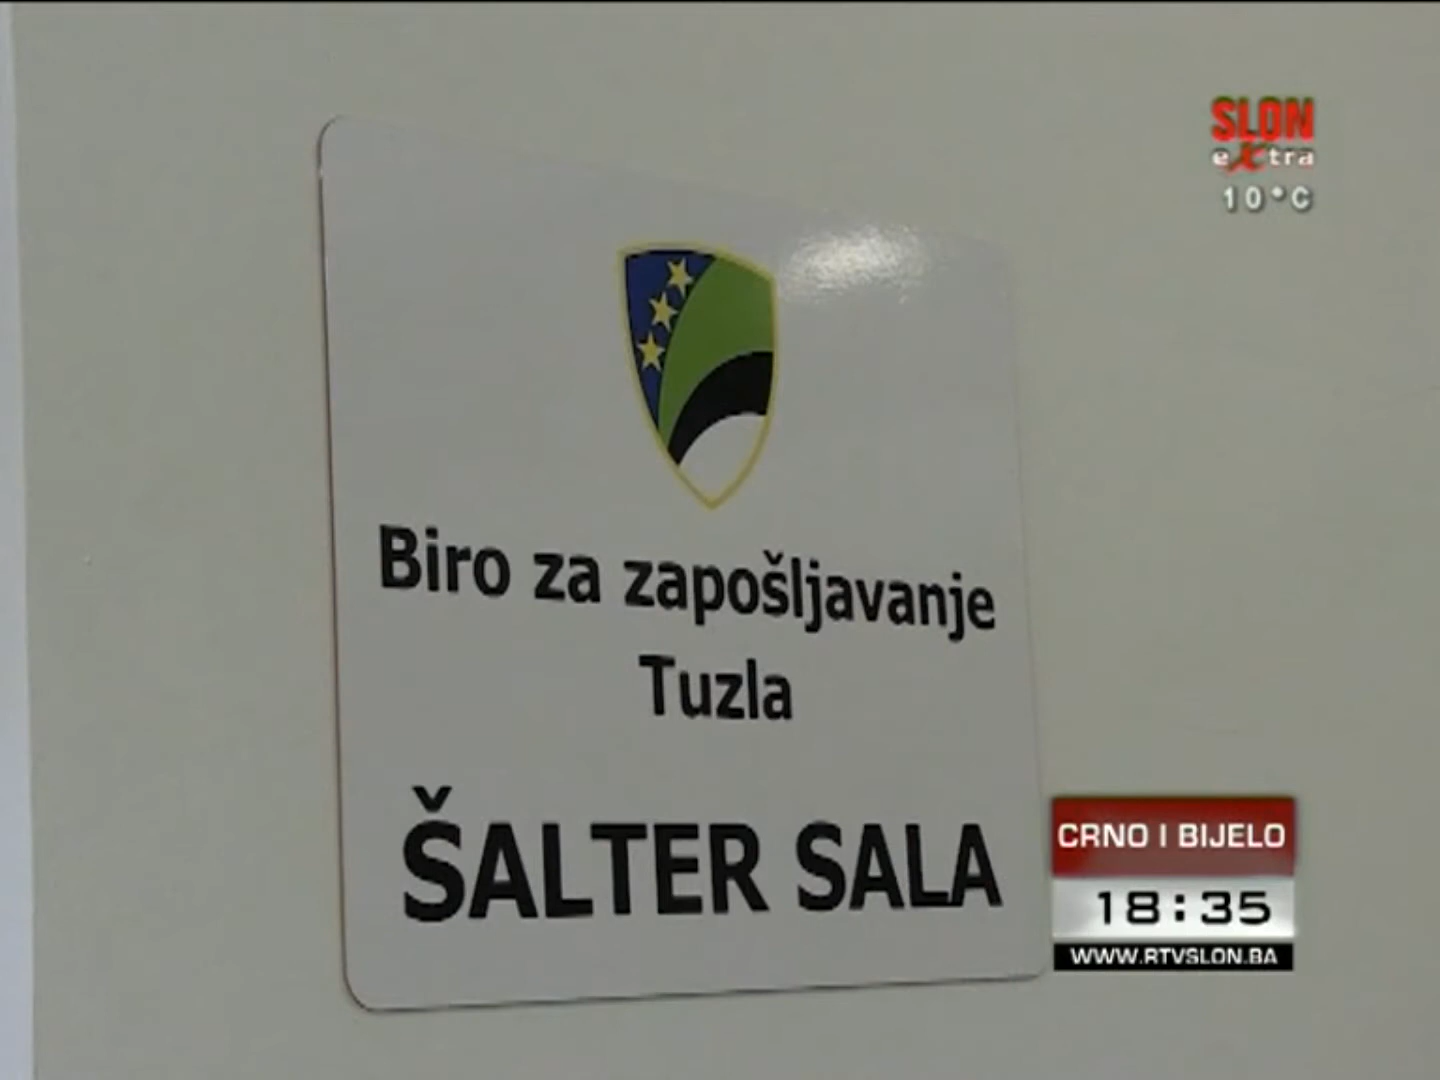 SLON
extra
10°C
Biro za zapošljavanje
Tuzla
ŠALTER SALA
CRNO I BIJELO
18:35
WWW.RTVSLON.BA